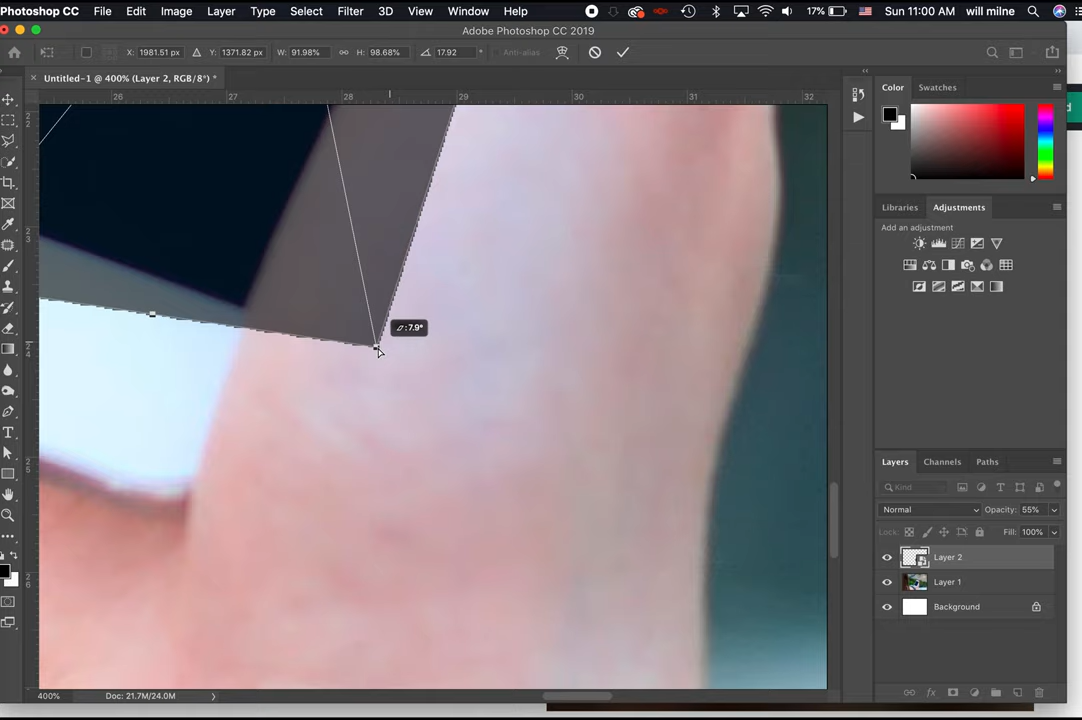 Photoshop CC File Edit Image Layer Type Select Filter 3D View Window Help 17% Sun 11:00 AM will milne
Adobe Photoshop CC 2019
X: 1981.51 px Y: 1371.82 px W: 91.98% H: 98.68% 17.92 ° Anti-alias
Untitled-1 @ 400% (Layer 2, RGB/8*) *
26 27 28 29 30 31 32
Color Swatches
Libraries Adjustments
Add an adjustment
: 7.9°
Layers Channels Paths
Kind
Normal Opacity: 55%
Lock: Fill: 100%
Layer 2
Layer 1
Background
400% Doc: 21.7M/24.0M